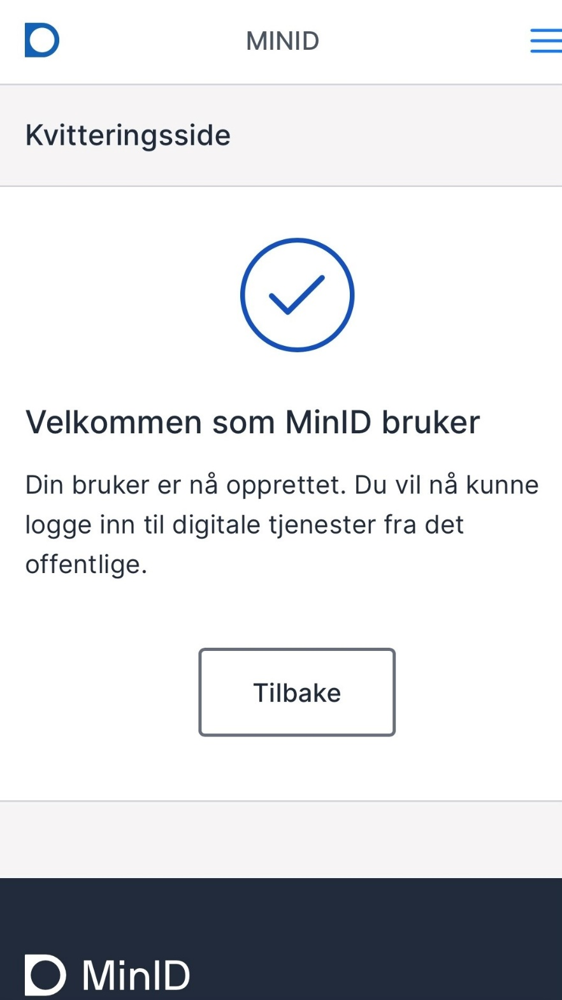 MINID
Kvitteringsside
Velkommen som MinID bruker
Din bruker er nå opprettet. Du vil nå kunne
logge inn til digitale tjenester fra det
offentlige.
Tilbake
MinID